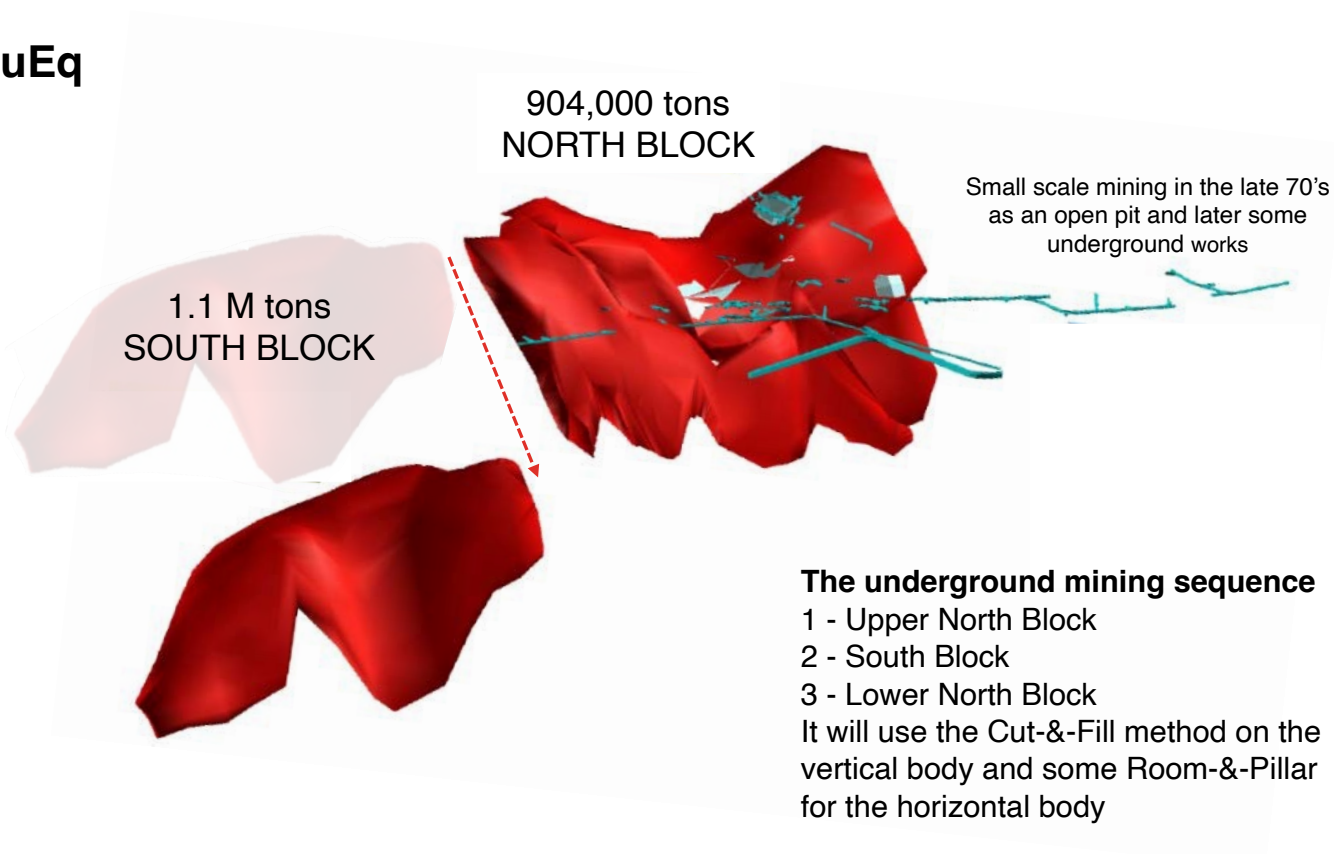 uEq
904,000 tons
NORTH BLOCK
Small scale mining in the late 70's
as an open pit and later some
underground works
1.1 M tons
SOUTH BLOCK
The underground mining sequence
1 - Upper North Block
2 - South Block
3 - Lower North Block
It will use the Cut-&-Fill method on the
vertical body and some Room-&-Pillar
for the horizontal body